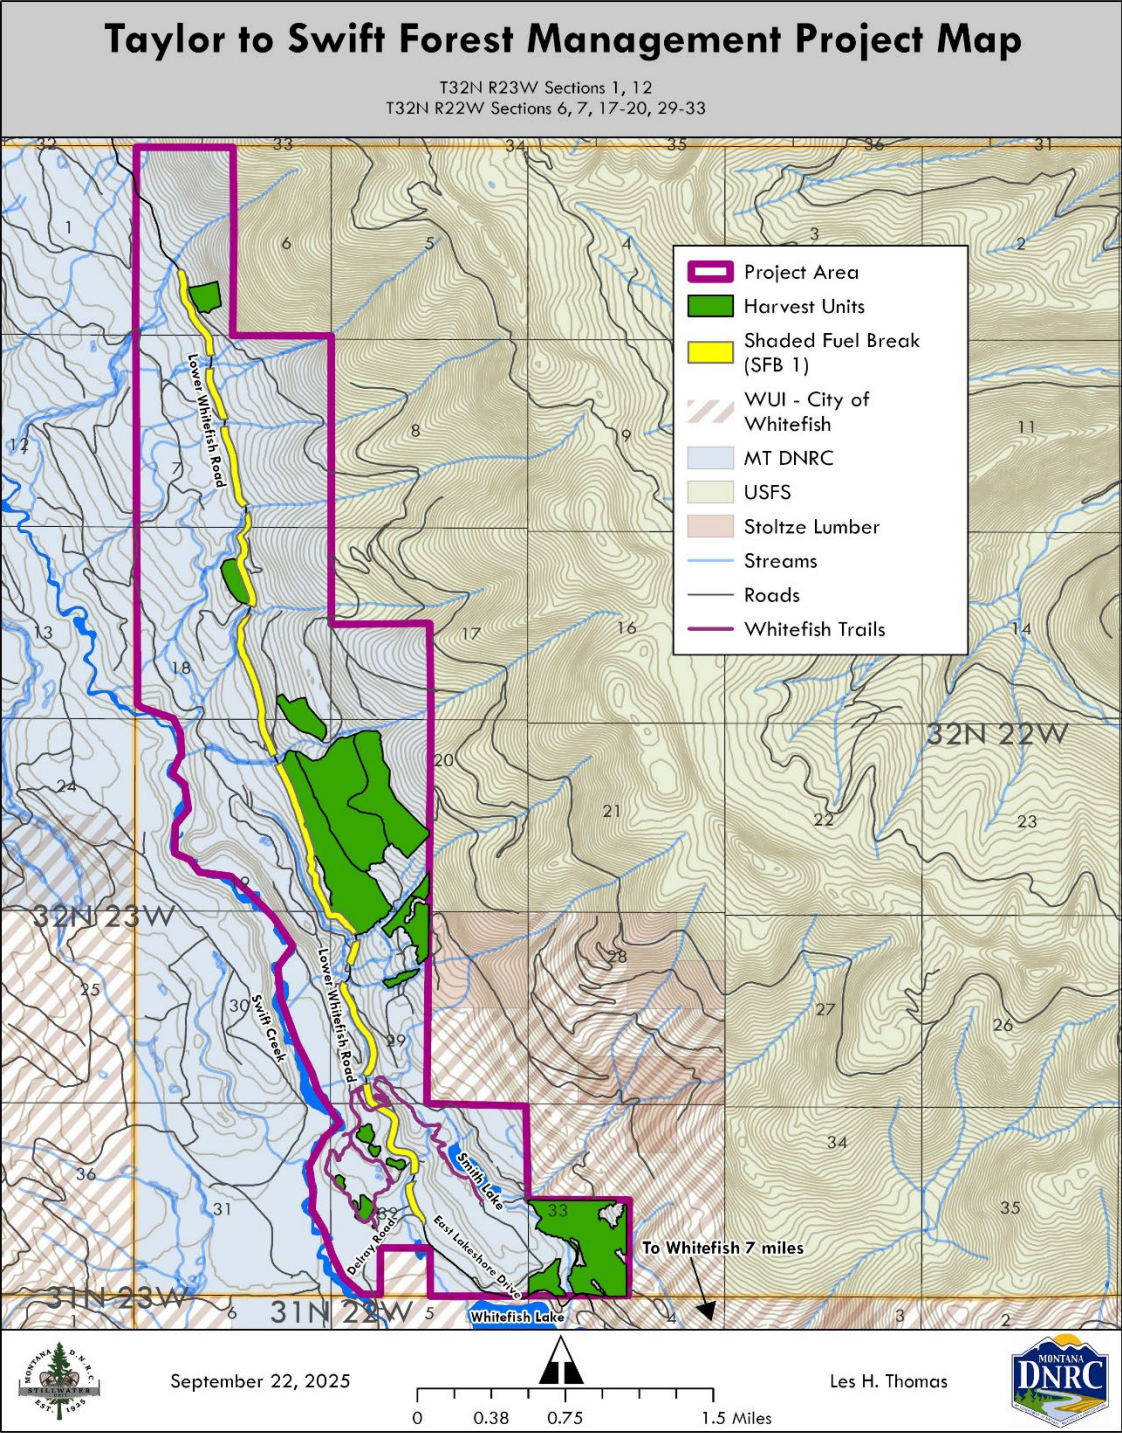 Taylor to Swift Forest Management Project Map
T32N R23W Sections 1, 12
T32N R22W Sections 6, 7, 17-20, 29-33
32
33
34
35
36
31
1
6
5
4
3
2
Project Area
Harvest Units
Shaded Fuel Break
(SFB 1)
WUI - City of
Whitefish
MT DNRC
USFS
Stoltze Lumber
Streams
Roads
Whitefish Trails
Lower Whitefish Road
12
7
8
9
11
13
18
17
16
14
32N 22W
24
20
21
22
23
32N 23W
9
25
30
Swift Creek
Lower Whitefish Road
29
28
27
26
36
31
32
33
34
35
Smith Lake
Delray Road
East Lakeshore Drive
To Whitefish 7 miles
31N 23W
31N 22W
1
6
5
4
3
2
Whitefish Lake
MONTANA D.N.R.C.
STILLWATER
UNIT
EST. 1925
September 22, 2025
0
0.38
0.75
1.5 Miles
Les H. Thomas
MONTANA
DNRC